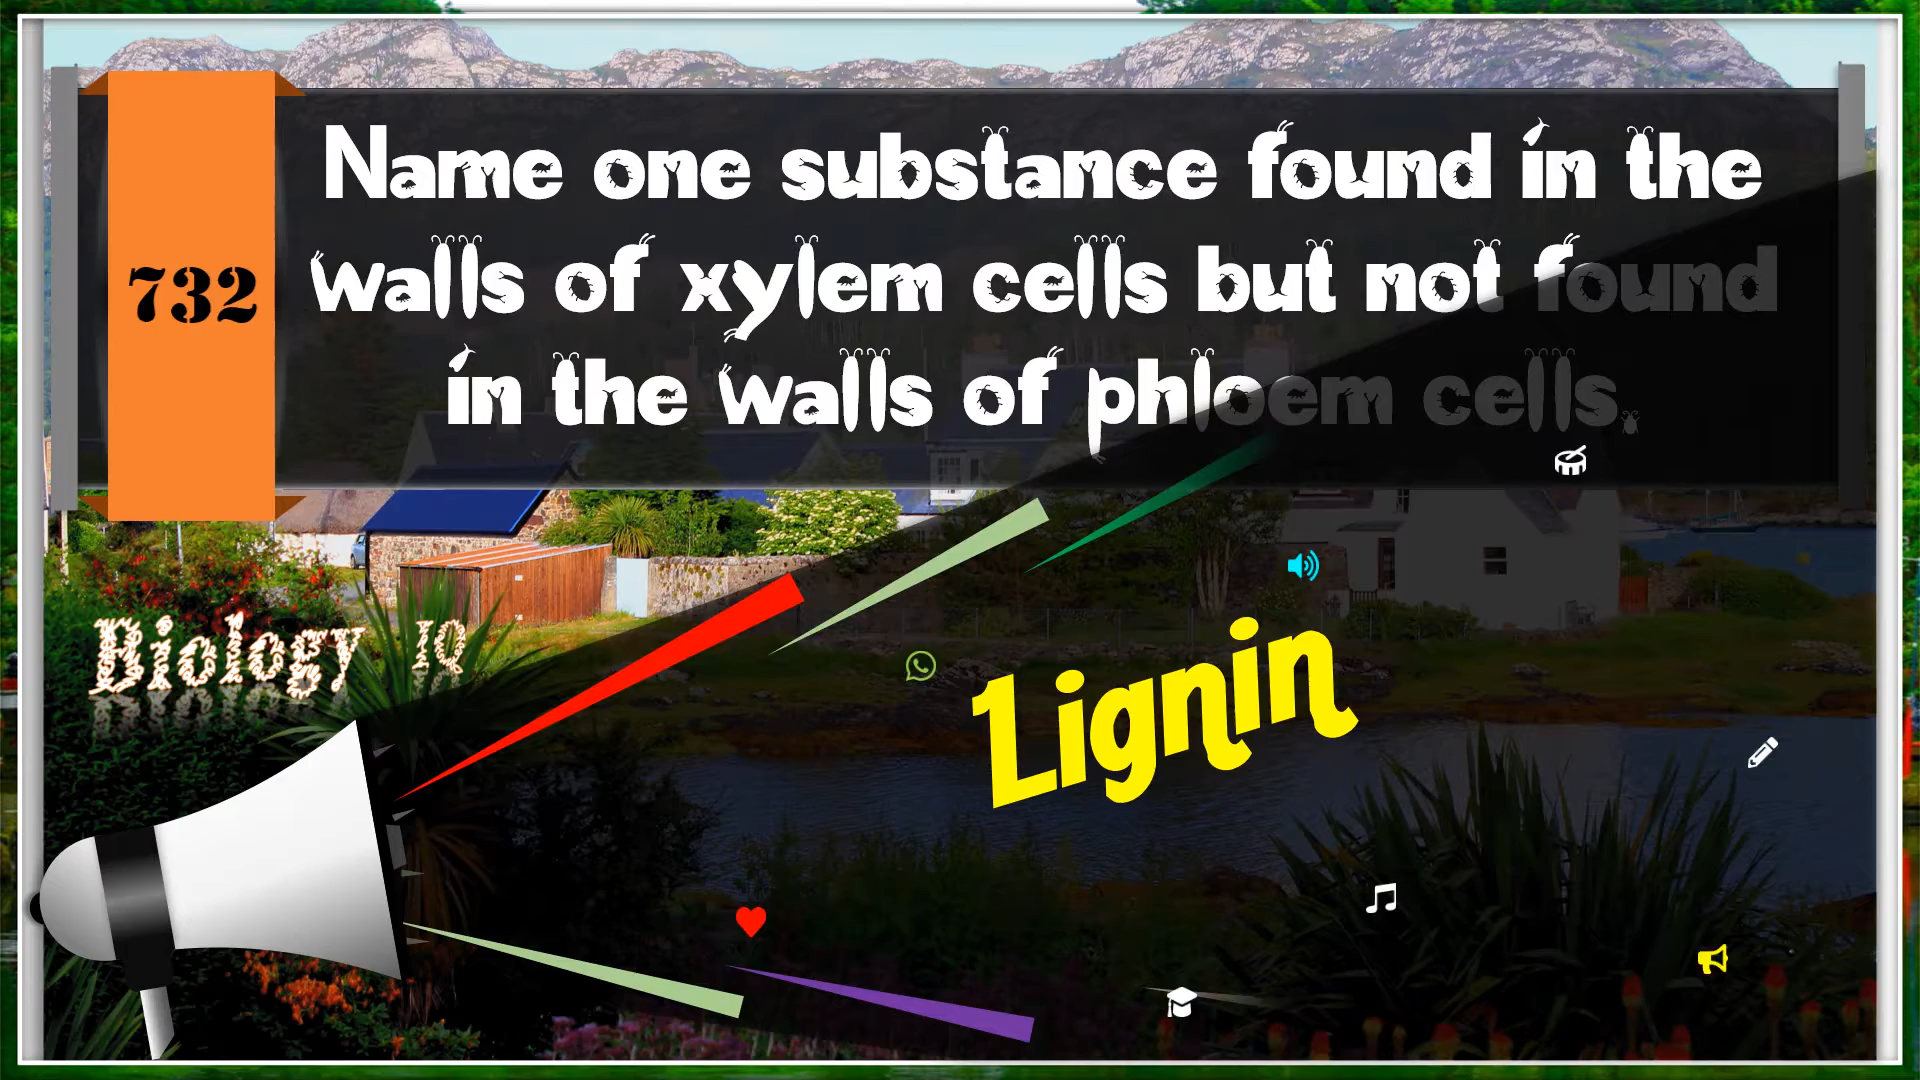 732
Name one substance found in the
walls of xylem cells but not found
in the walls of phloem cells.
Biology 10
Lignin